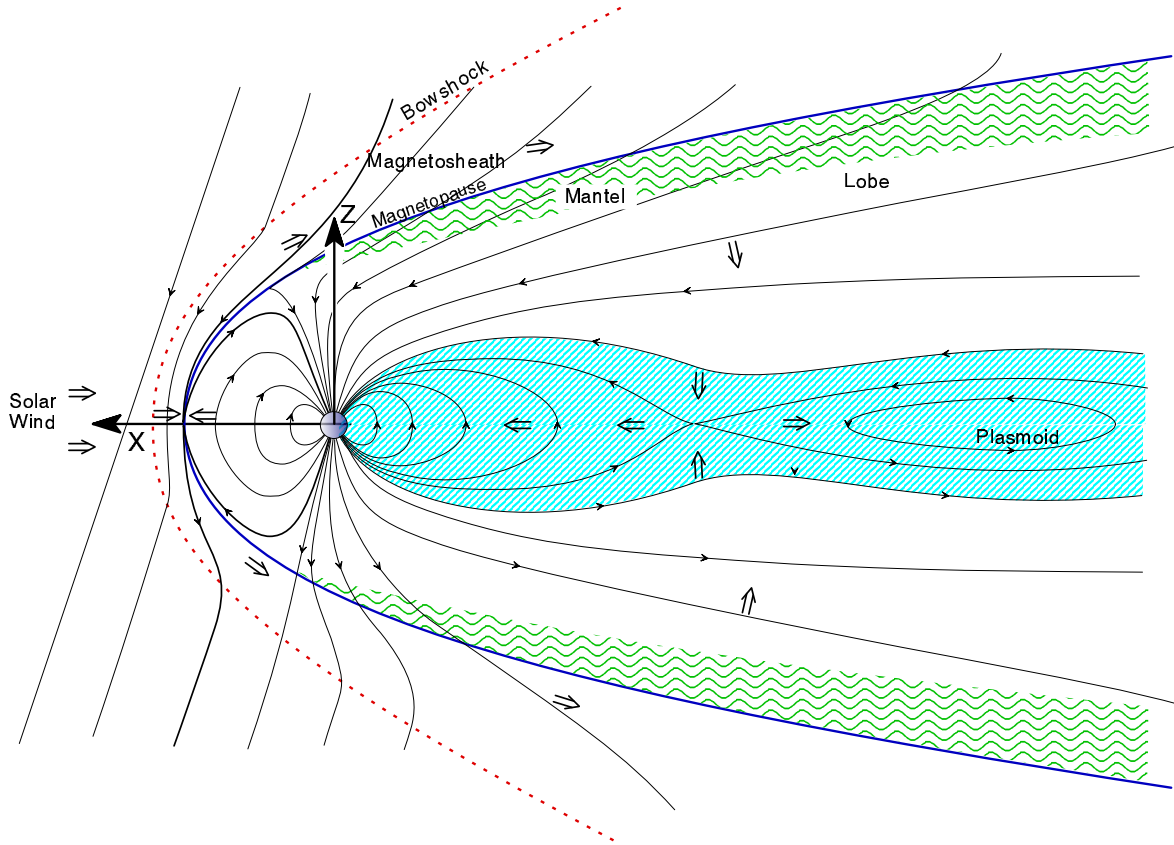 Bowshock
Magnetosheath
Magnetopause
Z
Mantel
Lobe
Solar
Wind
X
Plasmoid